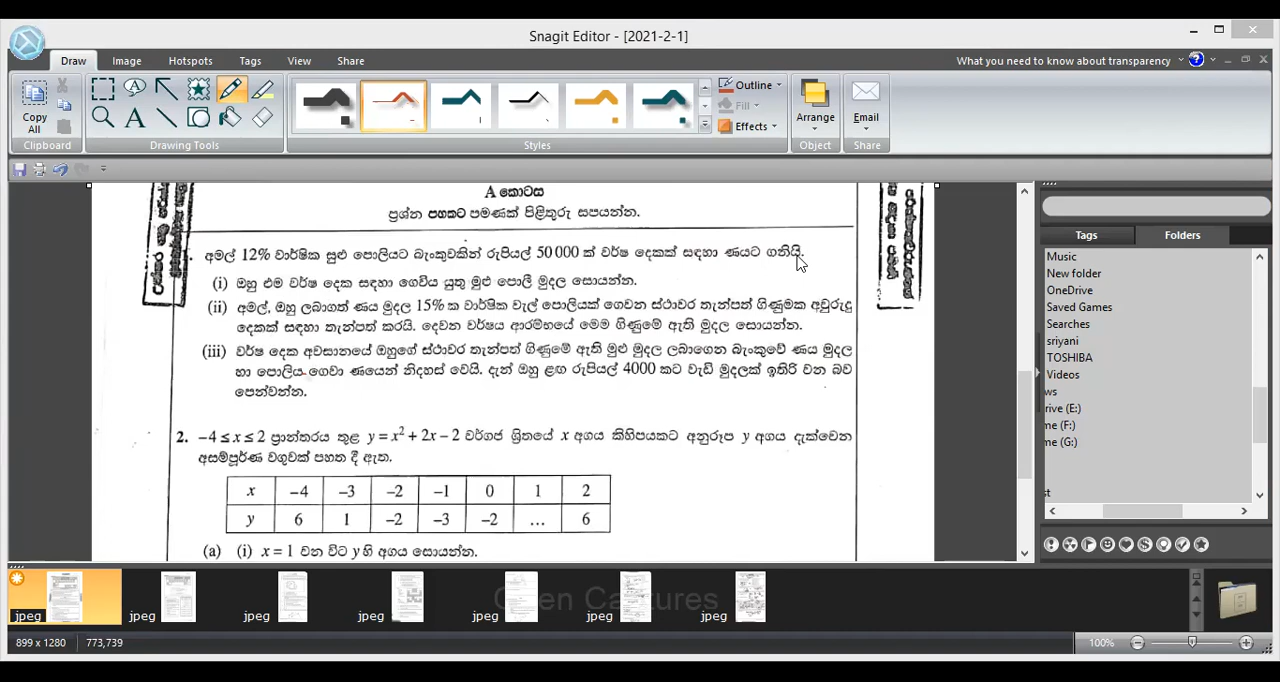 Snagit Editor - [2021-2-1]
Draw Image Hotspots Tags View Share
What you need to know about transparency
Copy All
Clipboard
Drawing Tools
Styles
Outline
Fill
Effects
Arrange
Object
Email
Share
A කොටස
ප්‍රශ්න පහකට පමණක් පිළිතුරු සපයන්න.
අමල් 12% වාර්ෂික සුළු පොලියට බැංකුවකින් රුපියල් 50 000 ක් වර්ෂ දෙකක් සඳහා ණයට ගනියි.
(i) ඔහු එම වර්ෂ දෙක සඳහා ගෙවිය යුතු මුළු පොලී මුදල සොයන්න.
(ii) අමල්, ඔහු ලබාගත් ණය මුදල 15% ක වාර්ෂික වැල් පොලියක් ගෙවන ස්ථාවර තැන්පත් ගිණුමක අවුරුදු
දෙකක් සඳහා තැන්පත් කරයි. දෙවන වර්ෂය ආරම්භයේ මෙම ගිණුමේ ඇති මුදල සොයන්න.
(iii) වර්ෂ දෙක අවසානයේ ඔහුගේ ස්ථාවර තැන්පත් ගිණුමේ ඇති මුළු මුදල ලබාගෙන බැංකුවේ ණය මුදල
හා පොලිය ගෙවා ණයෙන් නිදහස් වෙයි. දැන් ඔහු ළඟ රුපියල් 4000 කට වැඩි මුදලක් ඉතිරි වන බව
පෙන්වන්න.
2. −4 ≤ x ≤ 2 ප්‍රාන්තරය තුළ y = x² + 2x − 2 වර්ගජ ශ්‍රිතයේ x අගය කිහිපයකට අනුරූප y අගය දැක්වෙන
අසම්පූර්ණ වගුවක් පහත දී ඇත.
x −4 −3 −2 −1 0 1 2
y 6 1 −2 −3 −2 ... 6
(a) (i) x = 1 වන විට y හි අගය සොයන්න.
Tags Folders
Music
New folder
OneDrive
Saved Games
Searches
sriyani
TOSHIBA
Videos
ws
rive (E:)
me (F:)
me (G:)
st
Open Captures
jpeg jpeg jpeg jpeg jpeg jpeg jpeg
899 x 1280 773,739
100%